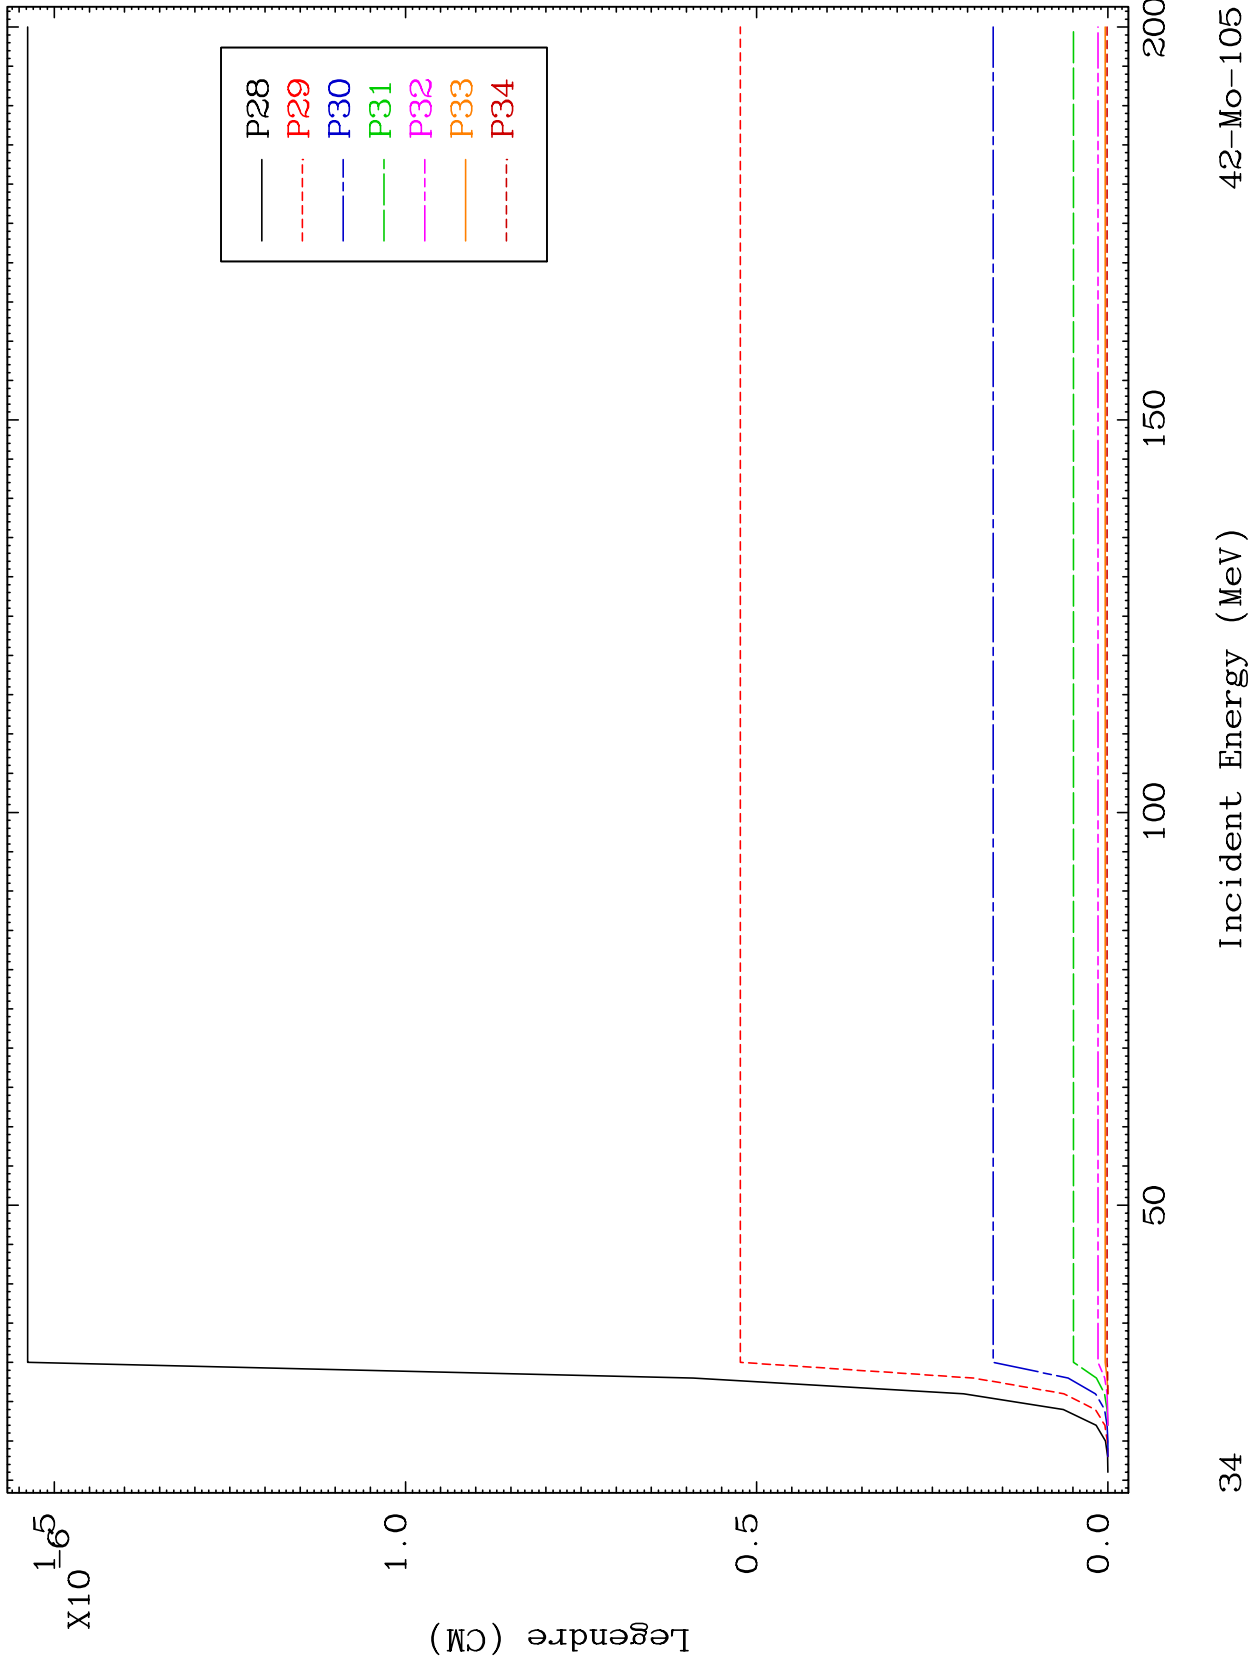 X10
-6
1.5
1.0
0.5
0.0
Legendre (CM)
P28
P29
P30
P31
P32
P33
P34
50
100
150
200
Incident Energy (MeV)
34
42-Mo-105